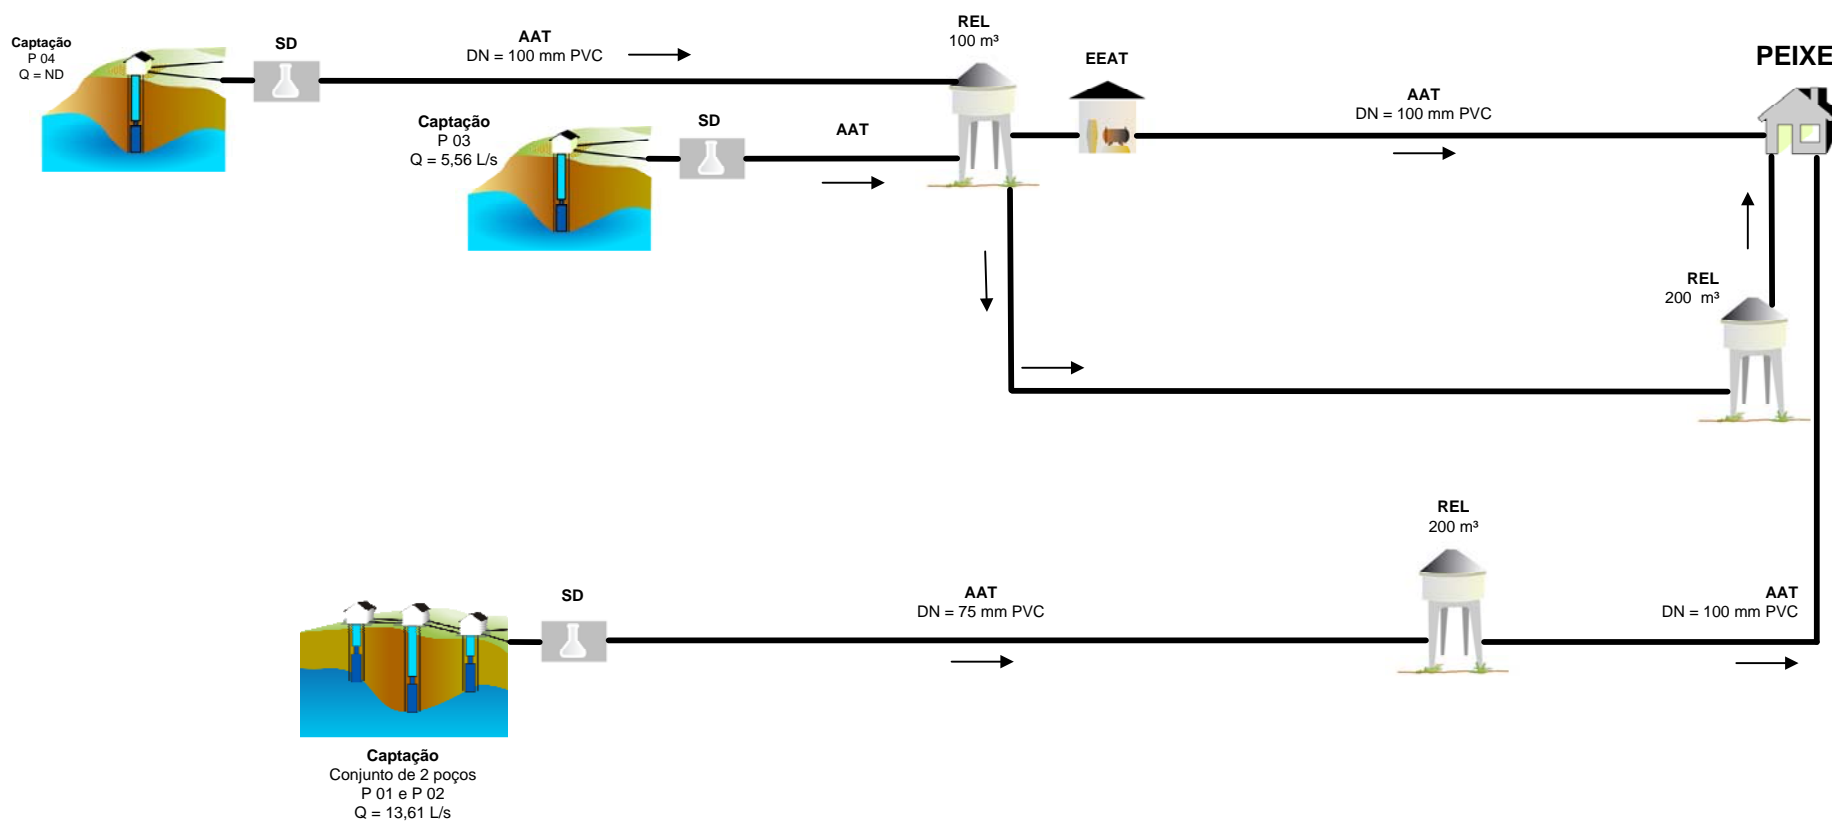 Captação
P 04
Q = ND
SD
AAT
DN = 100 mm PVC
REL
100 m³
EEAT
AAT
DN = 100 mm PVC
PEIXE
Captação
P 03
Q = 5,56 L/s
SD
AAT
REL
200 m³
REL
200 m³
SD
AAT
DN = 75 mm PVC
AAT
DN = 100 mm PVC
Captação
Conjunto de 2 poços
P 01 e P 02
Q = 13,61 L/s